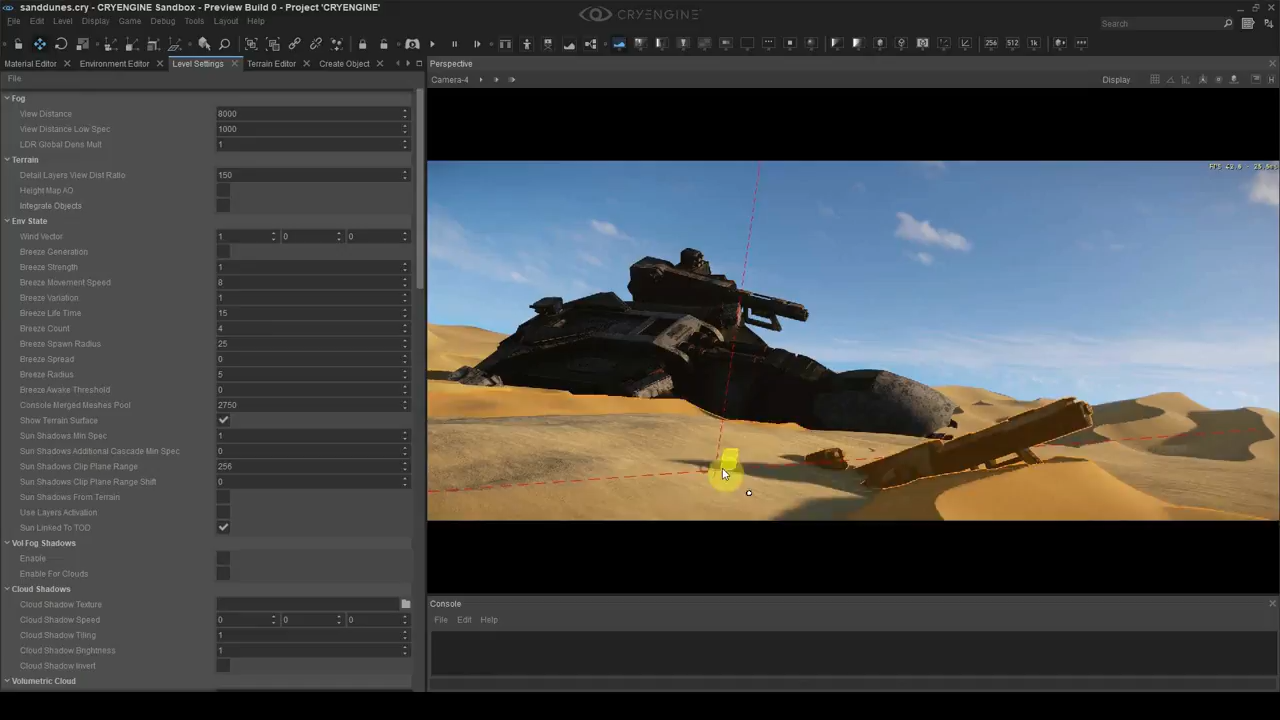 sanddunes.cry - CRYENGINE Sandbox - Preview Build 0 - Project 'CRYENGINE'
CRYENGINE
File Edit Level Display Game Debug Tools Layout Help
Search
256 512 1k
Material Editor Environment Editor Level Settings Terrain Editor Create Object
Perspective
File
Camera-4
Display
Fog
View Distance 8000
View Distance Low Spec 1000
LDR Global Dens Mult 1
Terrain
Detail Layers View Dist Ratio 150
Height Map AO
Integrate Objects
Env State
Wind Vector 1 0 0
Breeze Generation
Breeze Strength 1
Breeze Movement Speed 8
Breeze Variation 1
Breeze Life Time 15
Breeze Count 4
Breeze Spawn Radius 25
Breeze Spread 0
Breeze Radius 5
Breeze Awake Threshold 0
Console Merged Meshes Pool 2750
Show Terrain Surface
Sun Shadows Min Spec 1
Sun Shadows Additional Cascade Min Spec 0
Sun Shadows Clip Plane Range 256
Sun Shadows Clip Plane Range Shift 0
Sun Shadows From Terrain
Use Layers Activation
Sun Linked To TOD
Vol Fog Shadows
Enable
Enable For Clouds
Cloud Shadows
Cloud Shadow Texture
Cloud Shadow Speed 0 0 0
Cloud Shadow Tiling 1
Cloud Shadow Brightness 1
Cloud Shadow Invert
Volumetric Cloud
Console
File Edit Help